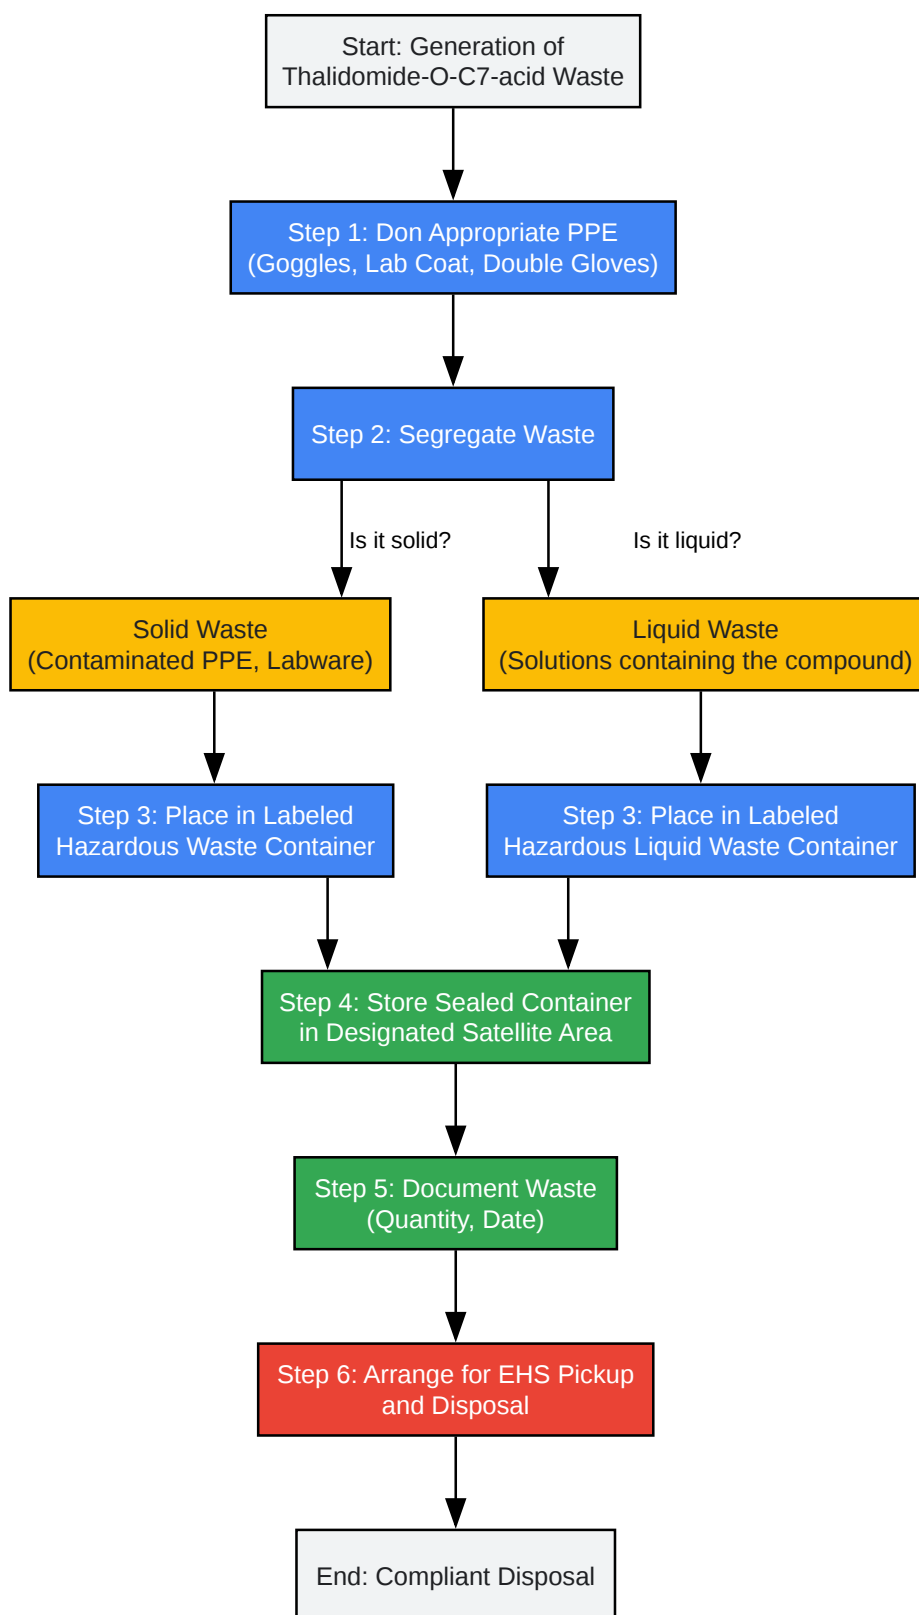 Start: Generation of
Thalidomide-O-C7-acid Waste
Step 1: Don Appropriate PPE
(Goggles, Lab Coat, Double Gloves)
Step 2: Segregate Waste
Is it solid?
Is it liquid?
Solid Waste
(Contaminated PPE, Labware)
Liquid Waste
(Solutions containing the compound)
Step 3: Place in Labeled
Hazardous Waste Container
Step 3: Place in Labeled
Hazardous Liquid Waste Container
Step 4: Store Sealed Container
in Designated Satellite Area
Step 5: Document Waste
(Quantity, Date)
Step 6: Arrange for EHS Pickup
and Disposal
End: Compliant Disposal